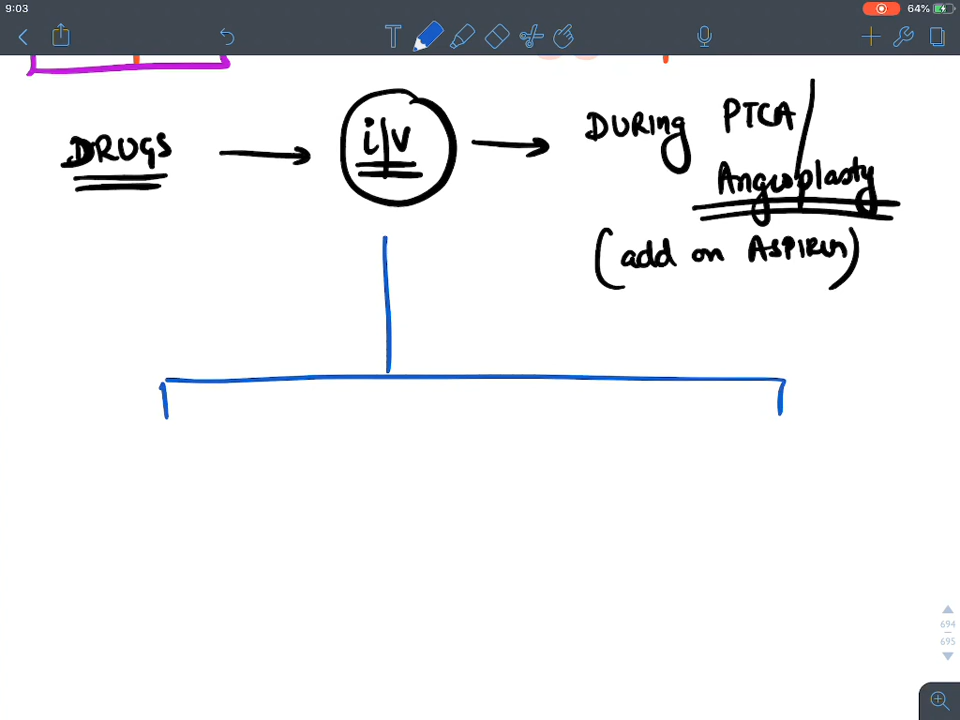 9:03
64%
T
DRUGS → i/v → DURING PTCA/
Angioplasty
(add on ASPIRIN)
694
695